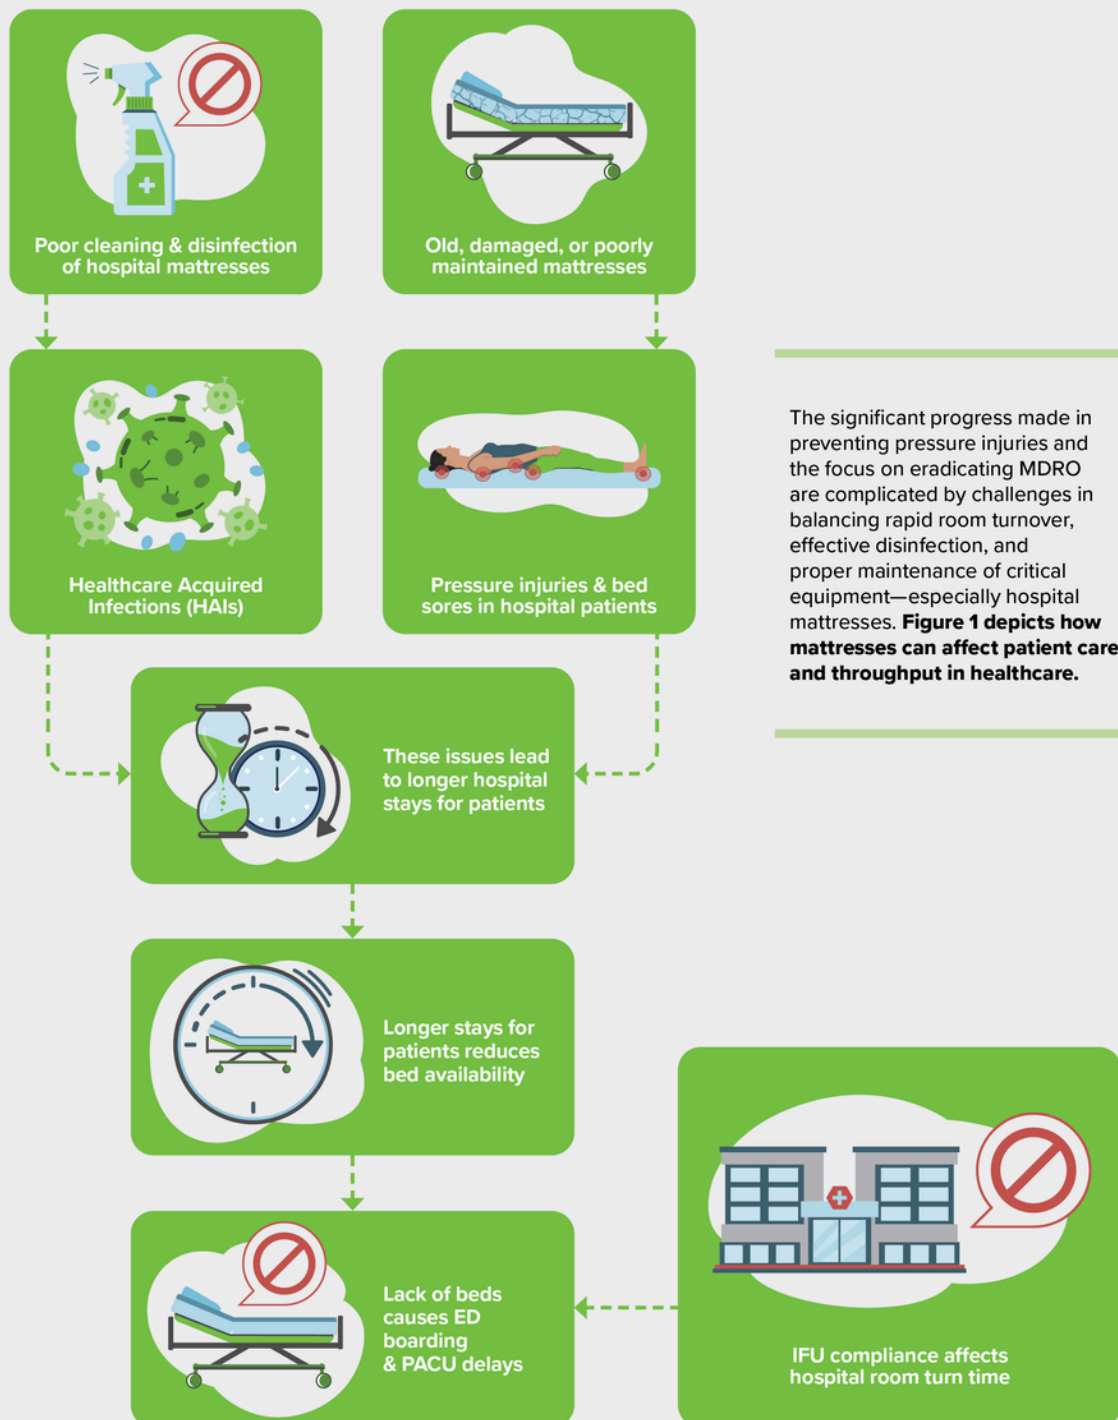 Poor cleaning & disinfection
of hospital mattresses
Old, damaged, or poorly
maintained mattresses
Healthcare Acquired
Infections (HAIs)
Pressure injuries & bed
sores in hospital patients
The significant progress made in
preventing pressure injuries and
the focus on eradicating MDRO
are complicated by challenges in
balancing rapid room turnover,
effective disinfection, and
proper maintenance of critical
equipment—especially hospital
mattresses. Figure 1 depicts how
mattresses can affect patient care
and throughput in healthcare.
These issues lead
to longer hospital
stays for patients
Longer stays for
patients reduces
bed availability
Lack of beds
causes ED
boarding
& PACU delays
IFU compliance affects
hospital room turn time